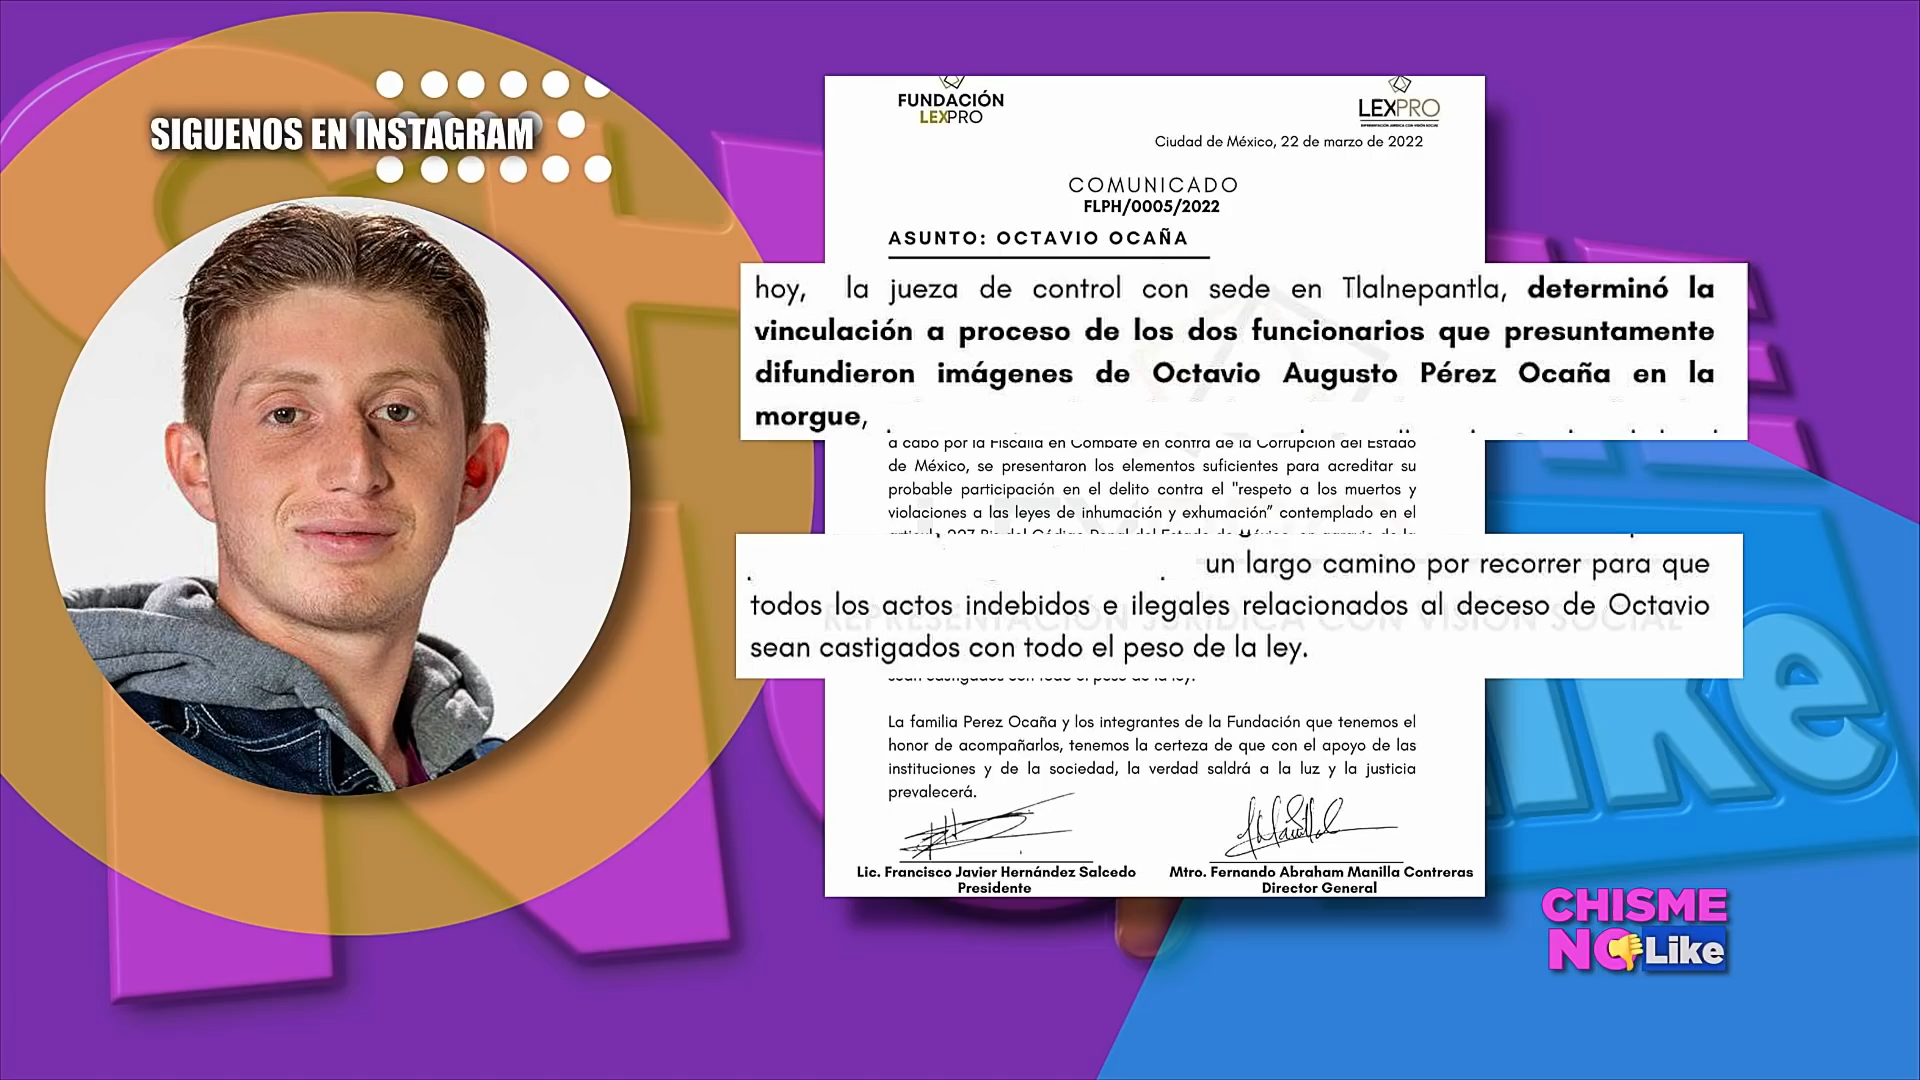 SIGUENOS EN INSTAGRAM
FUNDACIÓN
LEXPRO
LEXPRO
Ciudad de México, 22 de marzo de 2022
COMUNICADO
FLPH/0005/2022
ASUNTO: OCTAVIO OCAÑA
hoy, la jueza de control con sede en Tlalnepantla, determinó la
vinculación a proceso de los dos funcionarios que presuntamente
difundieron imágenes de Octavio Augusto Pérez Ocaña en la
morgue,
a cabo por la Fiscalía en Combate en contra de la Corrupción del Estado
de México, se presentaron los elementos suficientes para acreditar su
probable participación en el delito contra el "respeto a los muertos y
violaciones a las leyes de inhumación y exhumación” contemplado en el
un largo camino por recorrer para que
todos los actos indebidos e ilegales relacionados al deceso de Octavio
REPRESENTACIÓN JURÍDICA CON VISIÓN SOCIAL
sean castigados con todo el peso de la ley.
La familia Perez Ocaña y los integrantes de la Fundación que tenemos el
honor de acompañarlos, tenemos la certeza de que con el apoyo de las
instituciones y de la sociedad, la verdad saldrá a la luz y la justicia
prevalecerá.
Lic. Francisco Javier Hernández Salcedo
Presidente
Mtro. Fernando Abraham Manilla Contreras
Director General
like
CHISME
NO Like